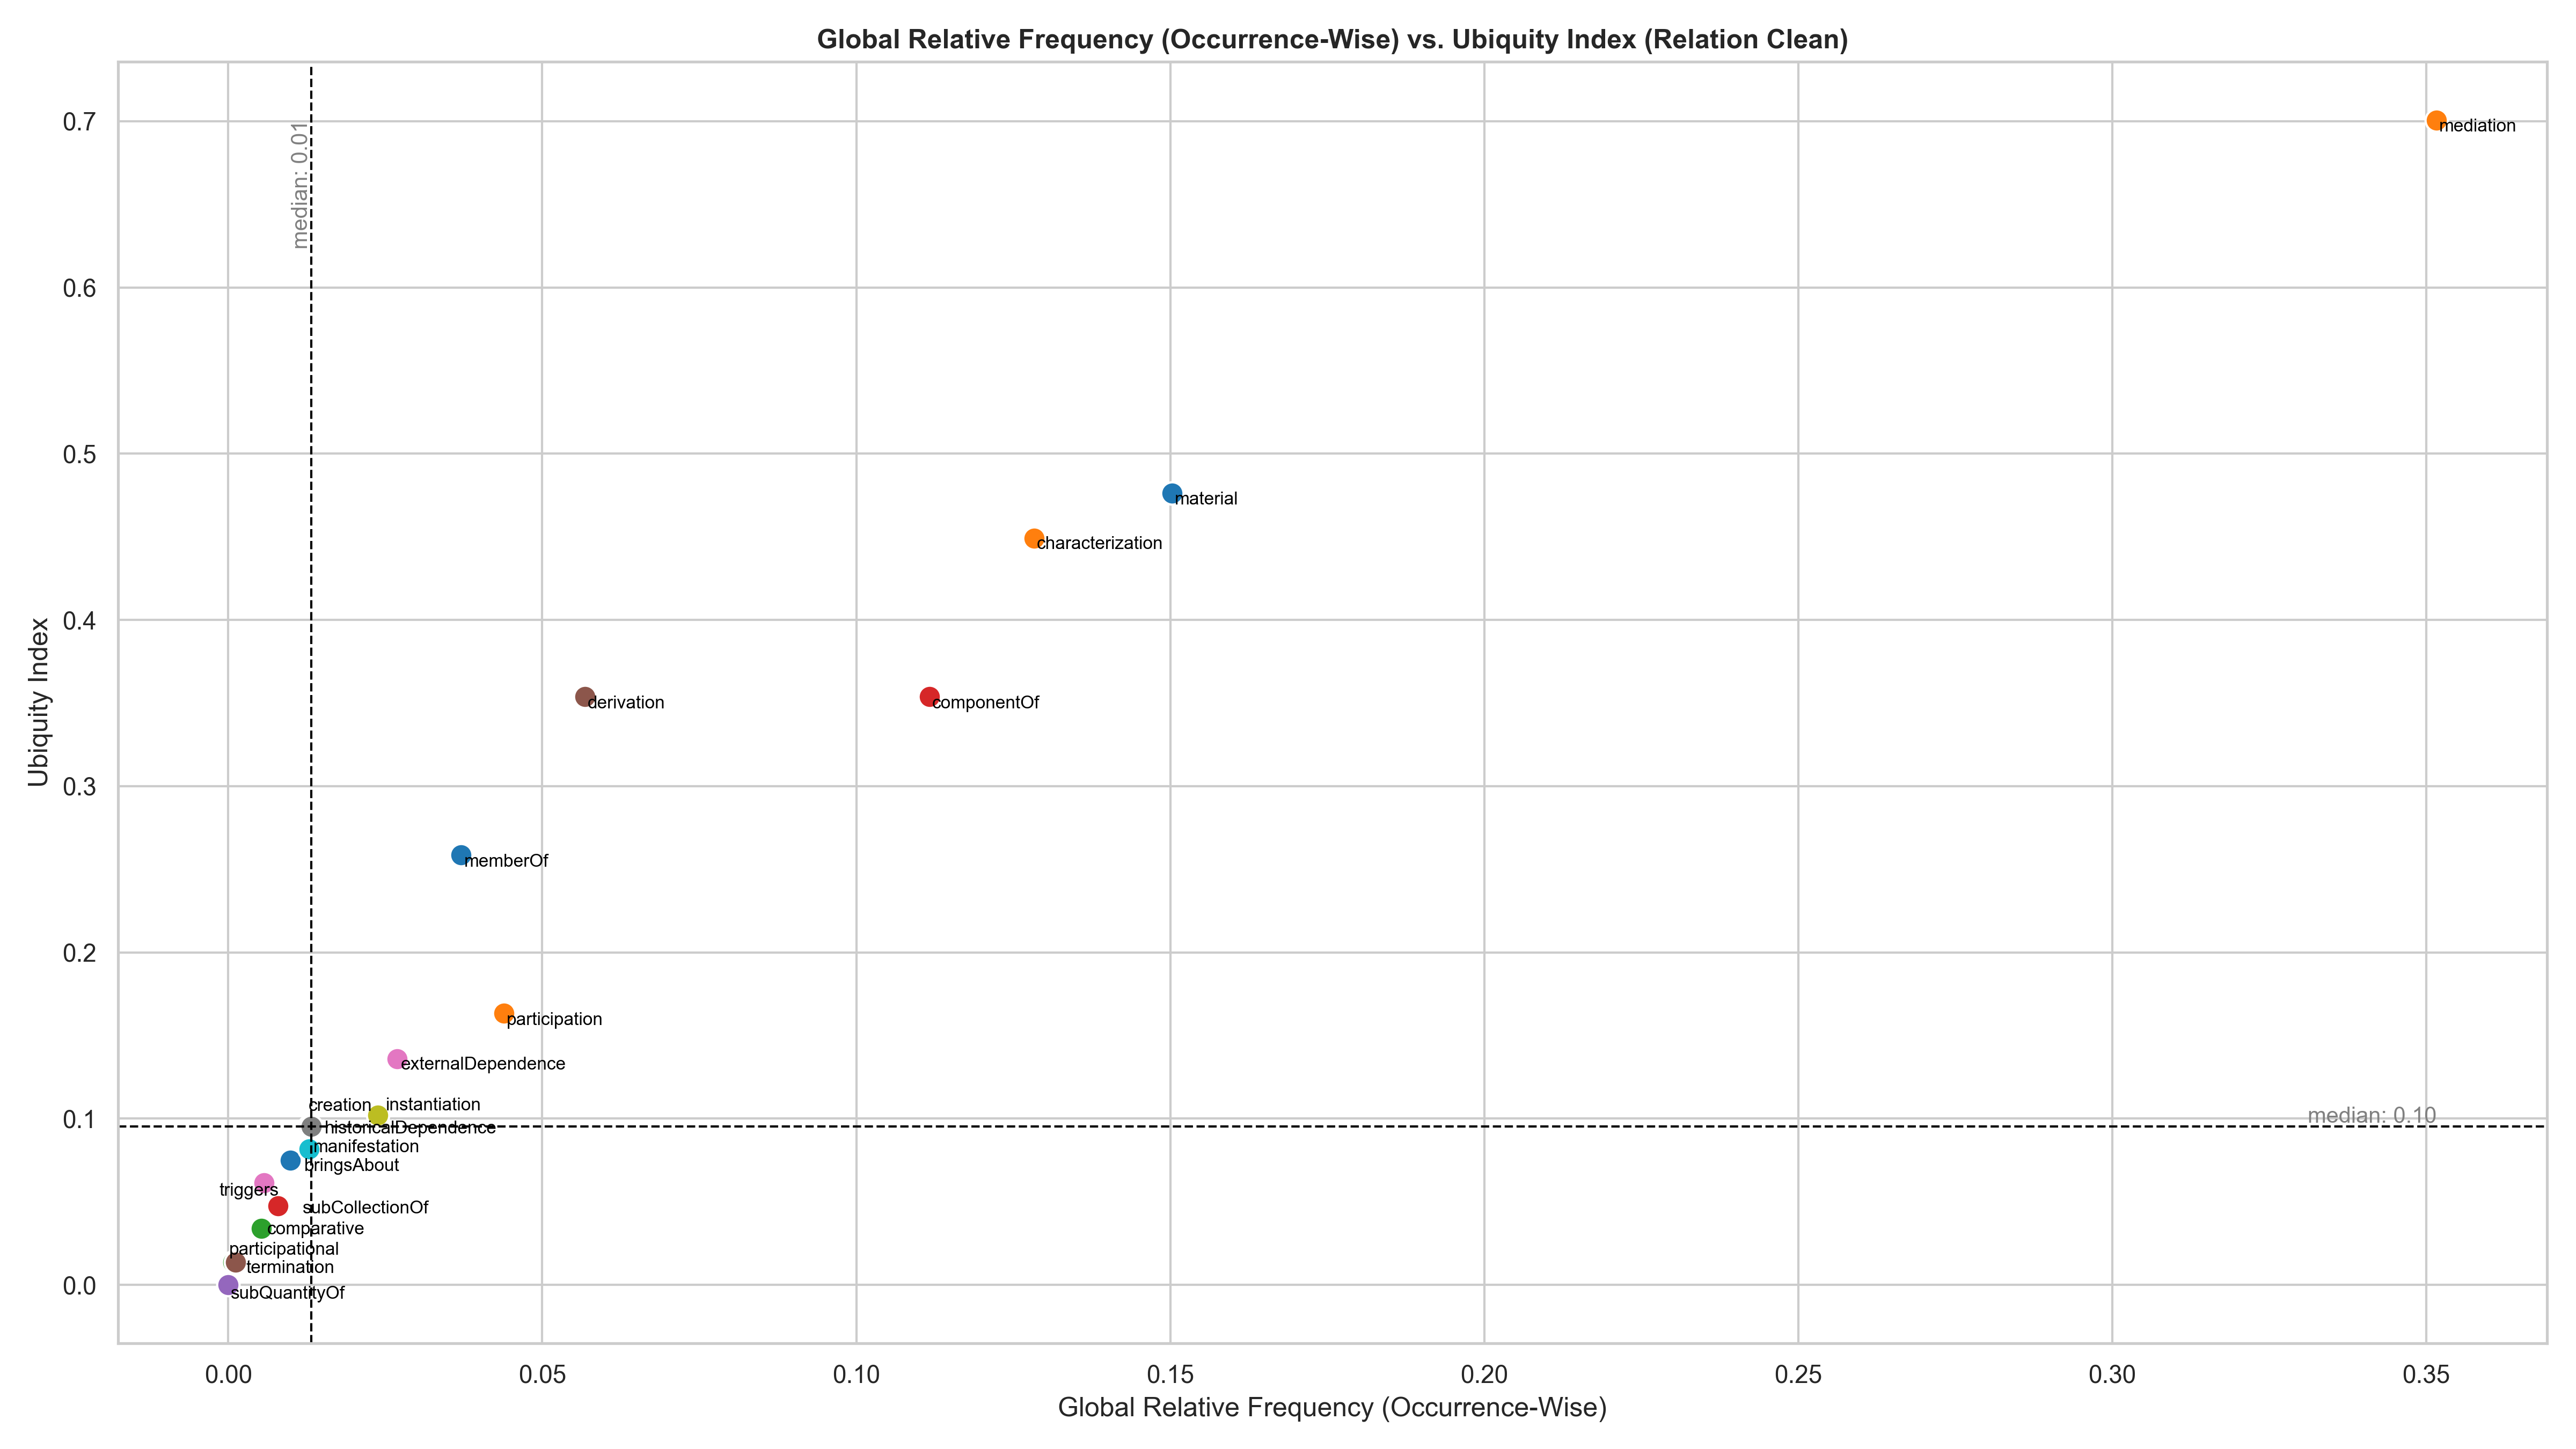 Global Relative Frequency (Occurrence-Wise) vs. Ubiquity Index (Relation Clean)
0.7
0.6
0.5
0.4
0.3
0.2
0.1
0.0
Ubiquity Index
median: 0.01
mediation
material
characterization
derivation
componentOf
memberOf
participation
externalDependence
creation
instantiation
median: 0.10
historicalDependence
manifestation
bringsAbout
triggers
subCollectionOf
comparative
participational
termination
subQuantityOf
0.00
0.05
0.10
0.15
0.20
0.25
0.30
0.35
Global Relative Frequency (Occurrence-Wise)